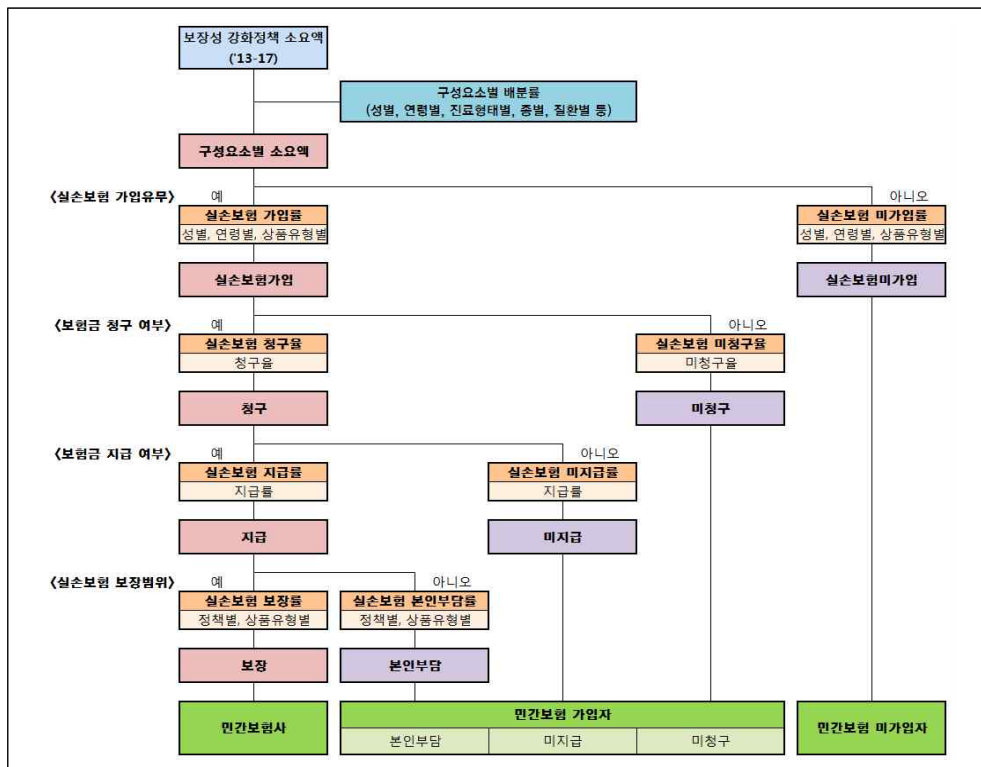 보장성 강화정책 소요액
('13-17)
구성요소별 배분률
(성별, 연령별, 진료형태별, 종별, 질환별 등)
구성요소별 소요액
<실손보험 가입유무>
예
아니오
실손보험 가입률
성별, 연령별, 상품유형별
실손보험 미가입률
성별, 연령별, 상품유형별
실손보험가입
실손보험미가입
<보험금 청구 여부>
예
아니오
실손보험 청구율
청구율
실손보험 미청구율
미청구율
청구
미청구
<보험금 지급 여부>
예
아니오
실손보험 지급률
지급률
실손보험 미지급률
지급률
지급
미지급
<실손보험 보장범위>
예
아니오
실손보험 보장률
정책별, 상품유형별
실손보험 본인부담률
정책별, 상품유형별
보장
본인부담
민간보험사
민간보험 가입자
본인부담
미지급
미청구
민간보험 미가입자